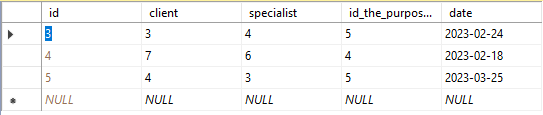 id client specialist id_the_purpos... date
3 3 4 5 2023-02-24
4 7 6 4 2023-02-18
5 4 3 5 2023-03-25
NULL NULL NULL NULL NULL